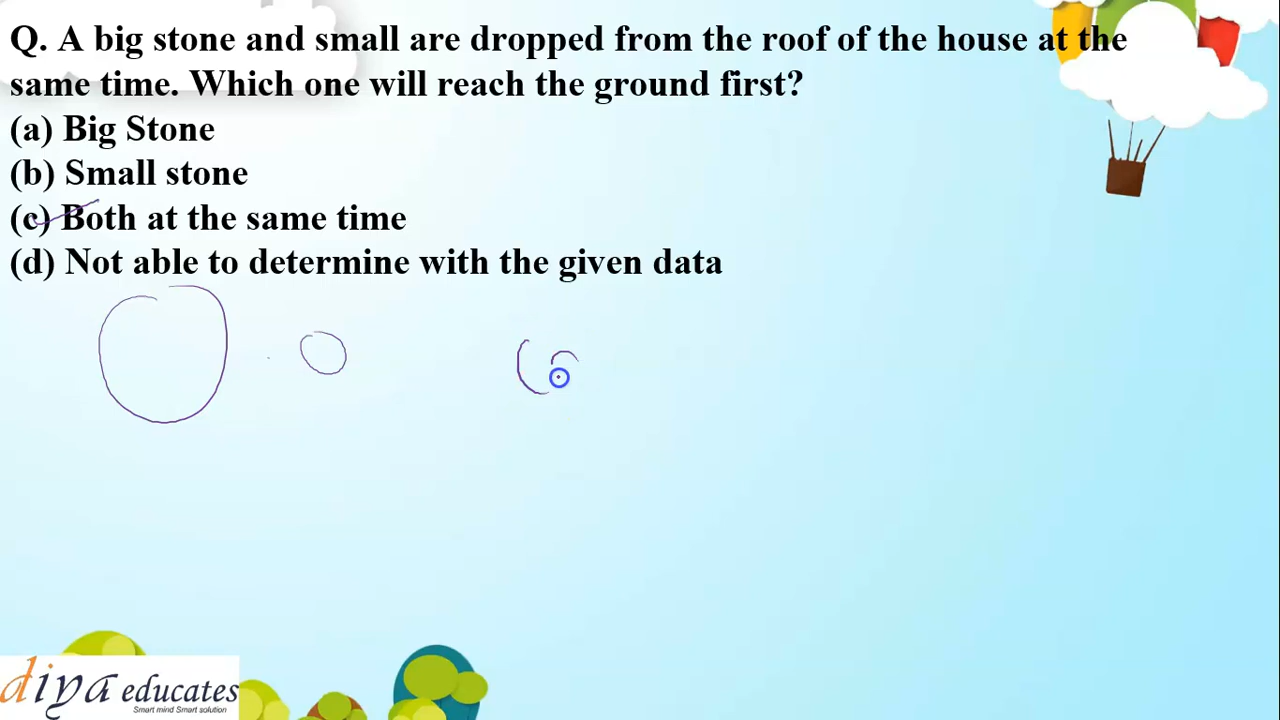 Q. A big stone and small are dropped from the roof of the house at the
same time. Which one will reach the ground first?
(a) Big Stone
(b) Small stone
(c) Both at the same time
(d) Not able to determine with the given data
diya educates
Smart mind Smart solution